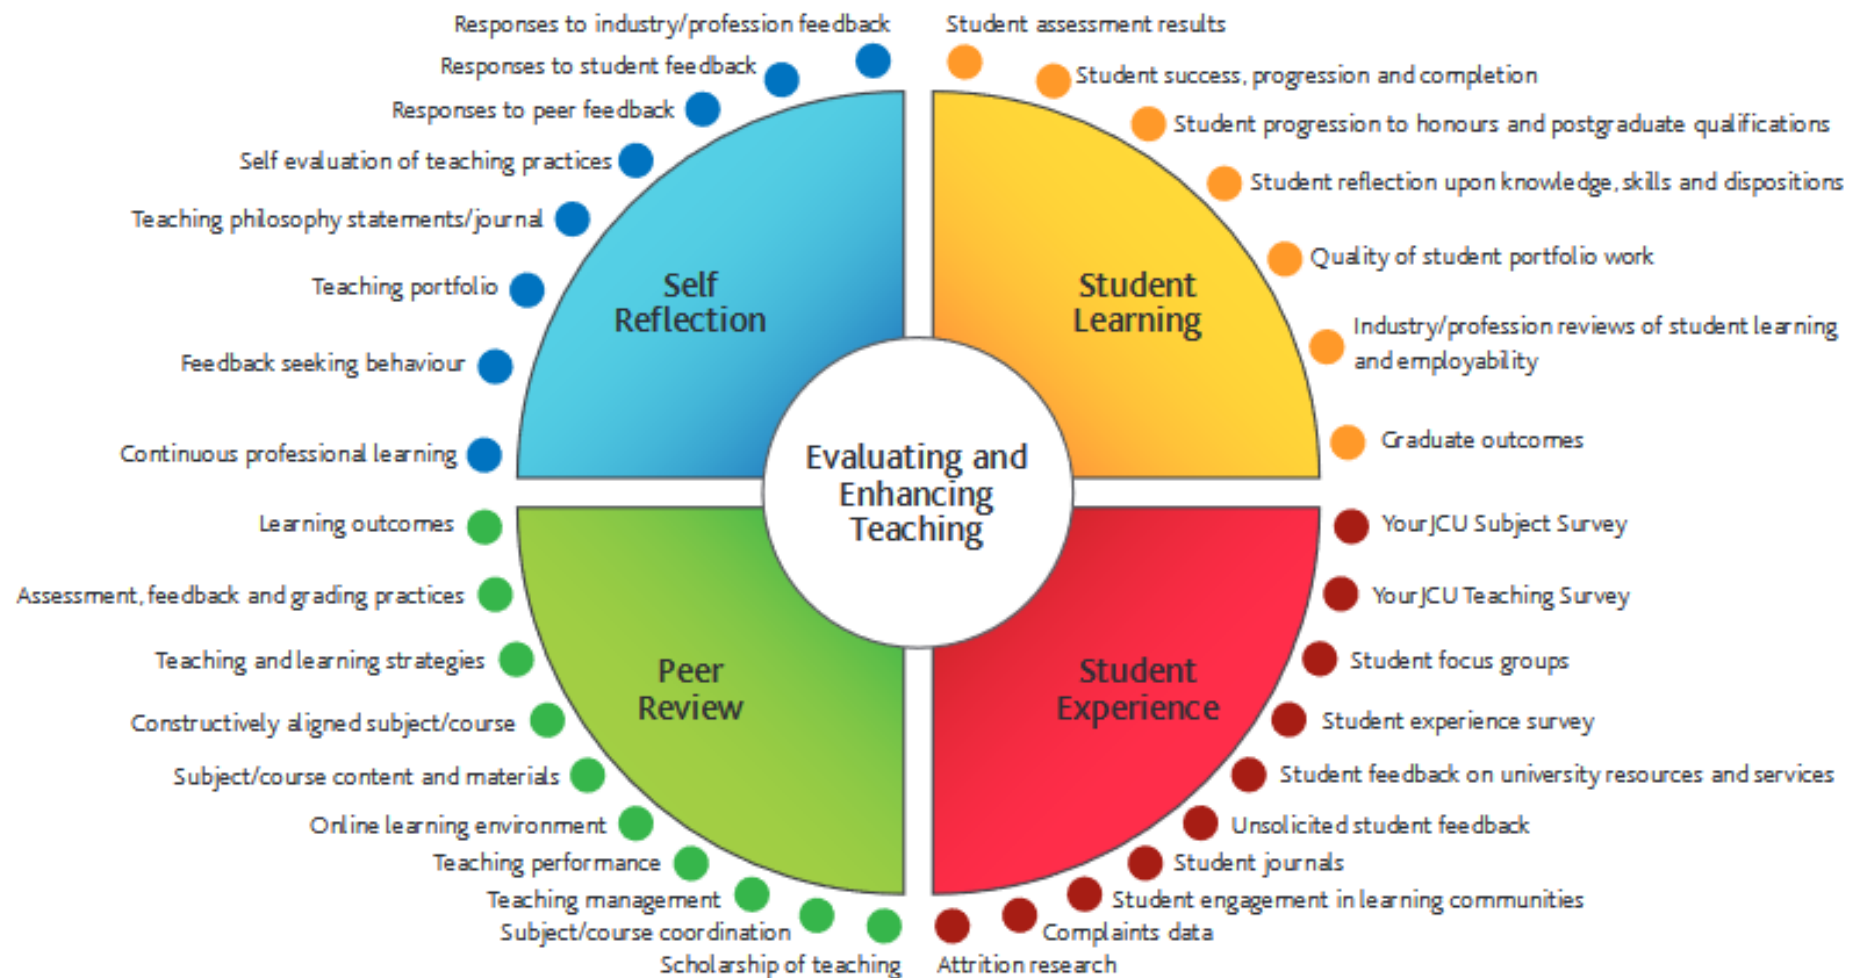 Responses to industry/profession feedback
Responses to student feedback
Responses to peer feedback
Self evaluation of teaching practices
Teaching philosophy statements/journal
Teaching portfolio
Feedback seeking behaviour
Continuous professional learning
Self
Reflection
Student assessment results
Student success, progression and completion
Student progression to honours and postgraduate qualifications
Student reflection upon knowledge, skills and dispositions
Quality of student portfolio work
Industry/profession reviews of student learning
and employability
Graduate outcomes
Student
Learning
Evaluating and
Enhancing
Teaching
Learning outcomes
Assessment, feedback and grading practices
Teaching and learning strategies
Constructively aligned subject/course
Subject/course content and materials
Online learning environment
Teaching performance
Teaching management
Subject/course coordination
Scholarship of teaching
Peer
Review
YourJCU Subject Survey
YourJCU Teaching Survey
Student focus groups
Student experience survey
Student feedback on university resources and services
Unsolicited student feedback
Student journals
Student engagement in learning communities
Complaints data
Attrition research
Student
Experience